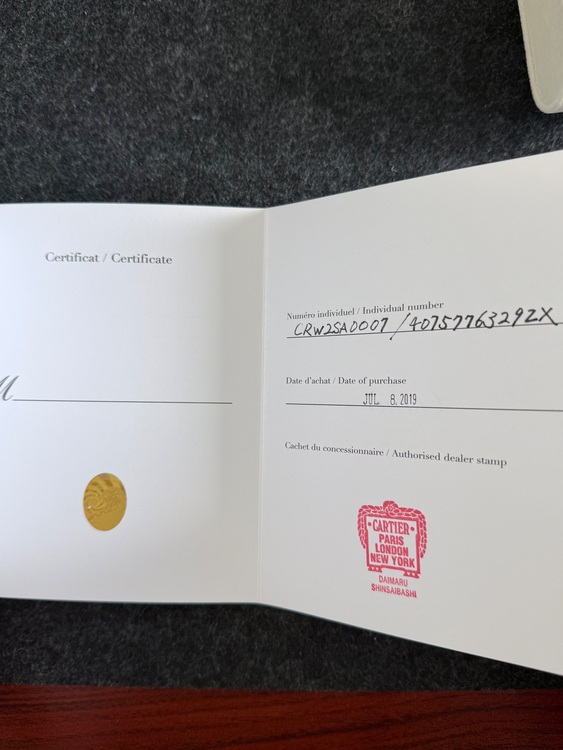 Certificat / Certificate
M
Numéro individuel / Individual number
CRW2SA0007 / 40757763292X
Date d'achat / Date of purchase
JUL 8. 2019
Cachet du concessionnaire / Authorised dealer stamp
CARTIER
PARIS
LONDON
NEW YORK
DAIMARU
SHINSAIBASHI